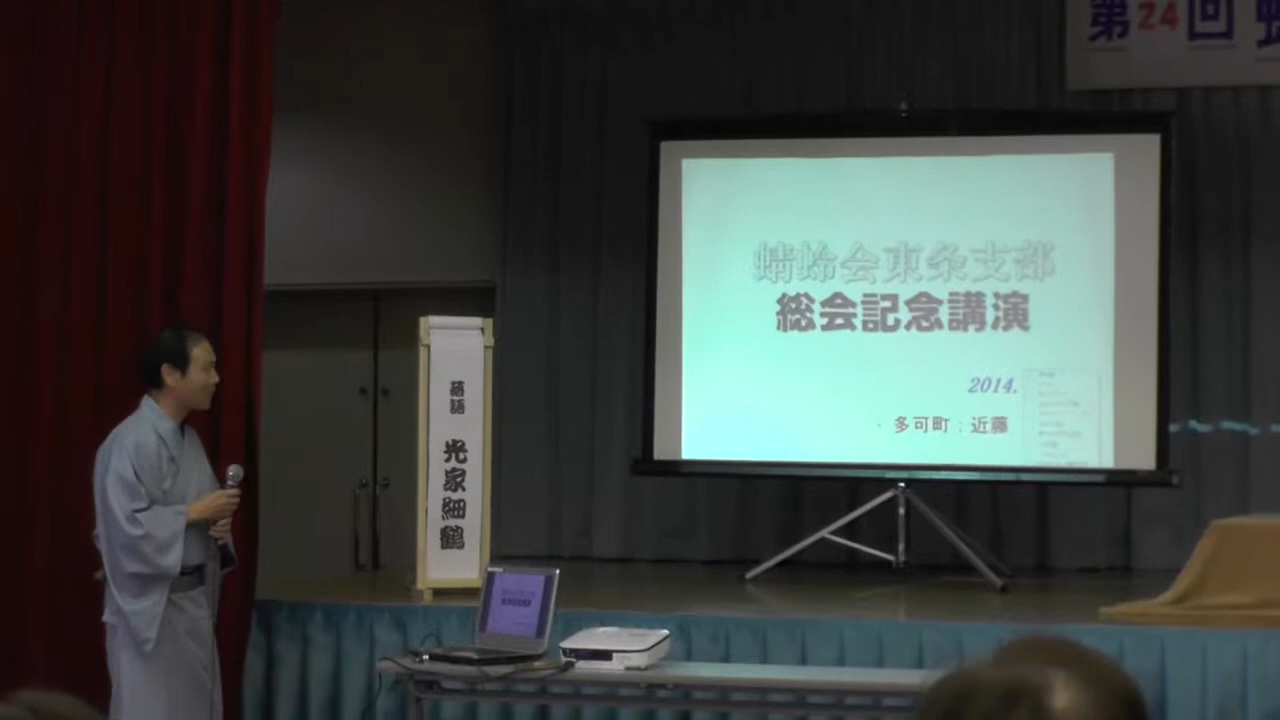 第24回
蜻蛉会東条支部
総会記念講演
2014.
多可町:近藤
落語 光家細鶴